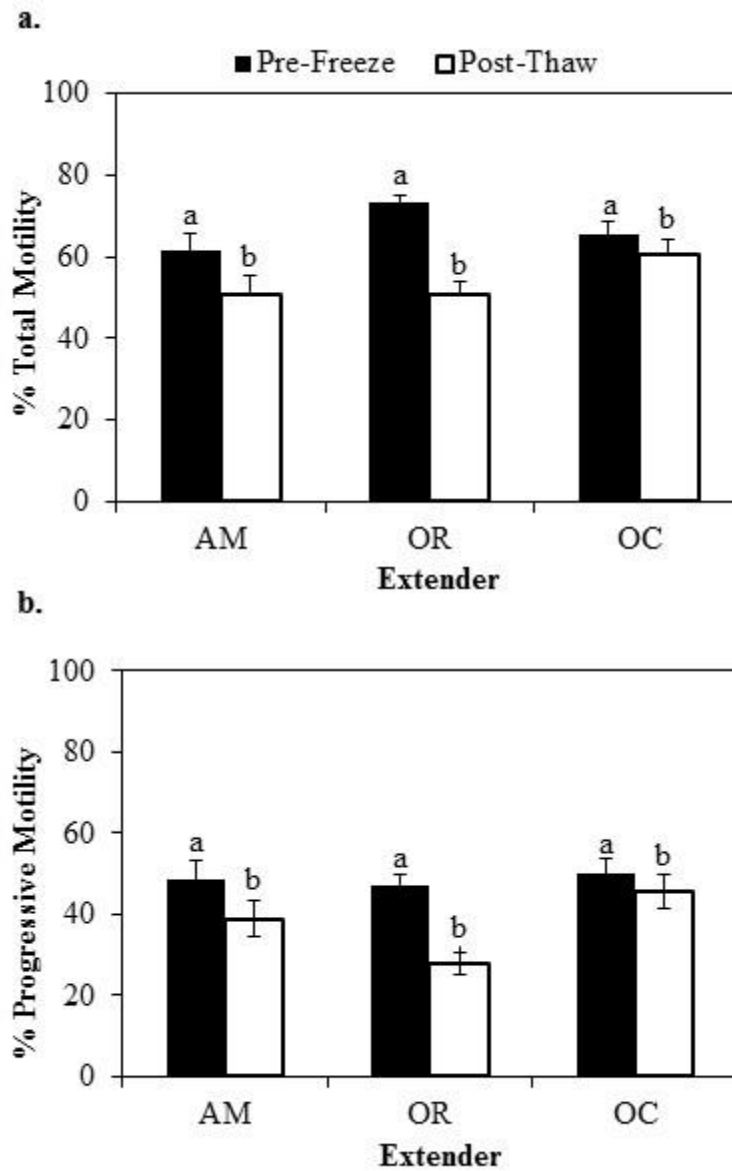 a.
■Pre-Freeze □Post-Thaw
% Total Motility
100
80
60
40
20
0
a
b
a
b
a
b
AM OR OC
Extender
b.
% Progressive Motility
100
80
60
40
20
0
a
b
a
b
a
b
AM OR OC
Extender